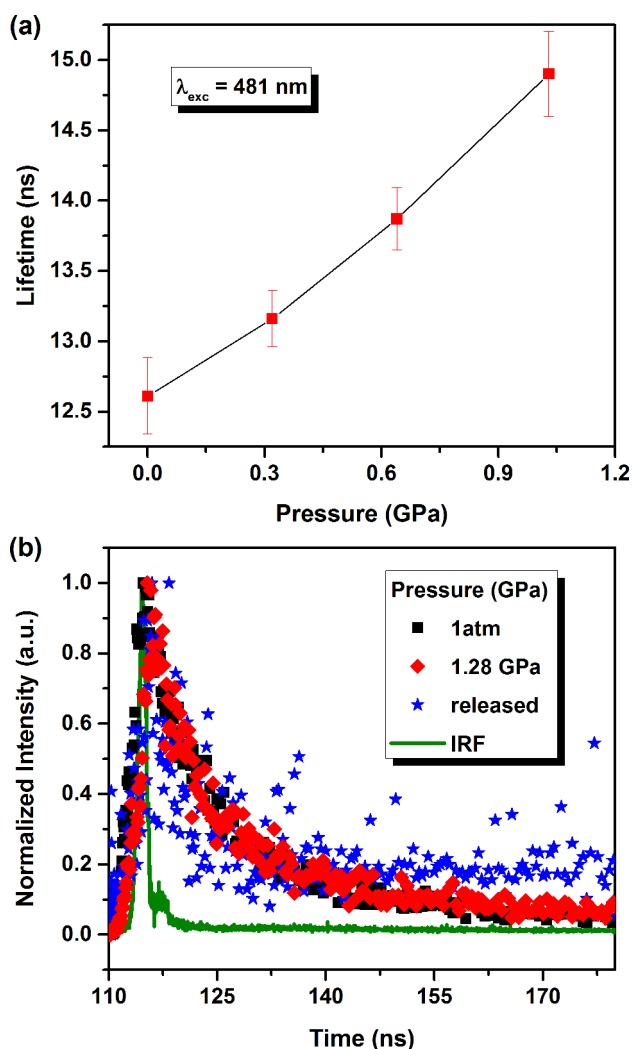 (a)
λexc = 481 nm
15.0
14.5
14.0
13.5
13.0
12.5
Lifetime (ns)
0.0 0.3 0.6 0.9 1.2
Pressure (GPa)
(b)
1.0
0.8
0.6
0.4
0.2
0.0
Normalized Intensity (a.u.)
Pressure (GPa)
1atm
1.28 GPa
released
IRF
110 125 140 155 170
Time (ns)